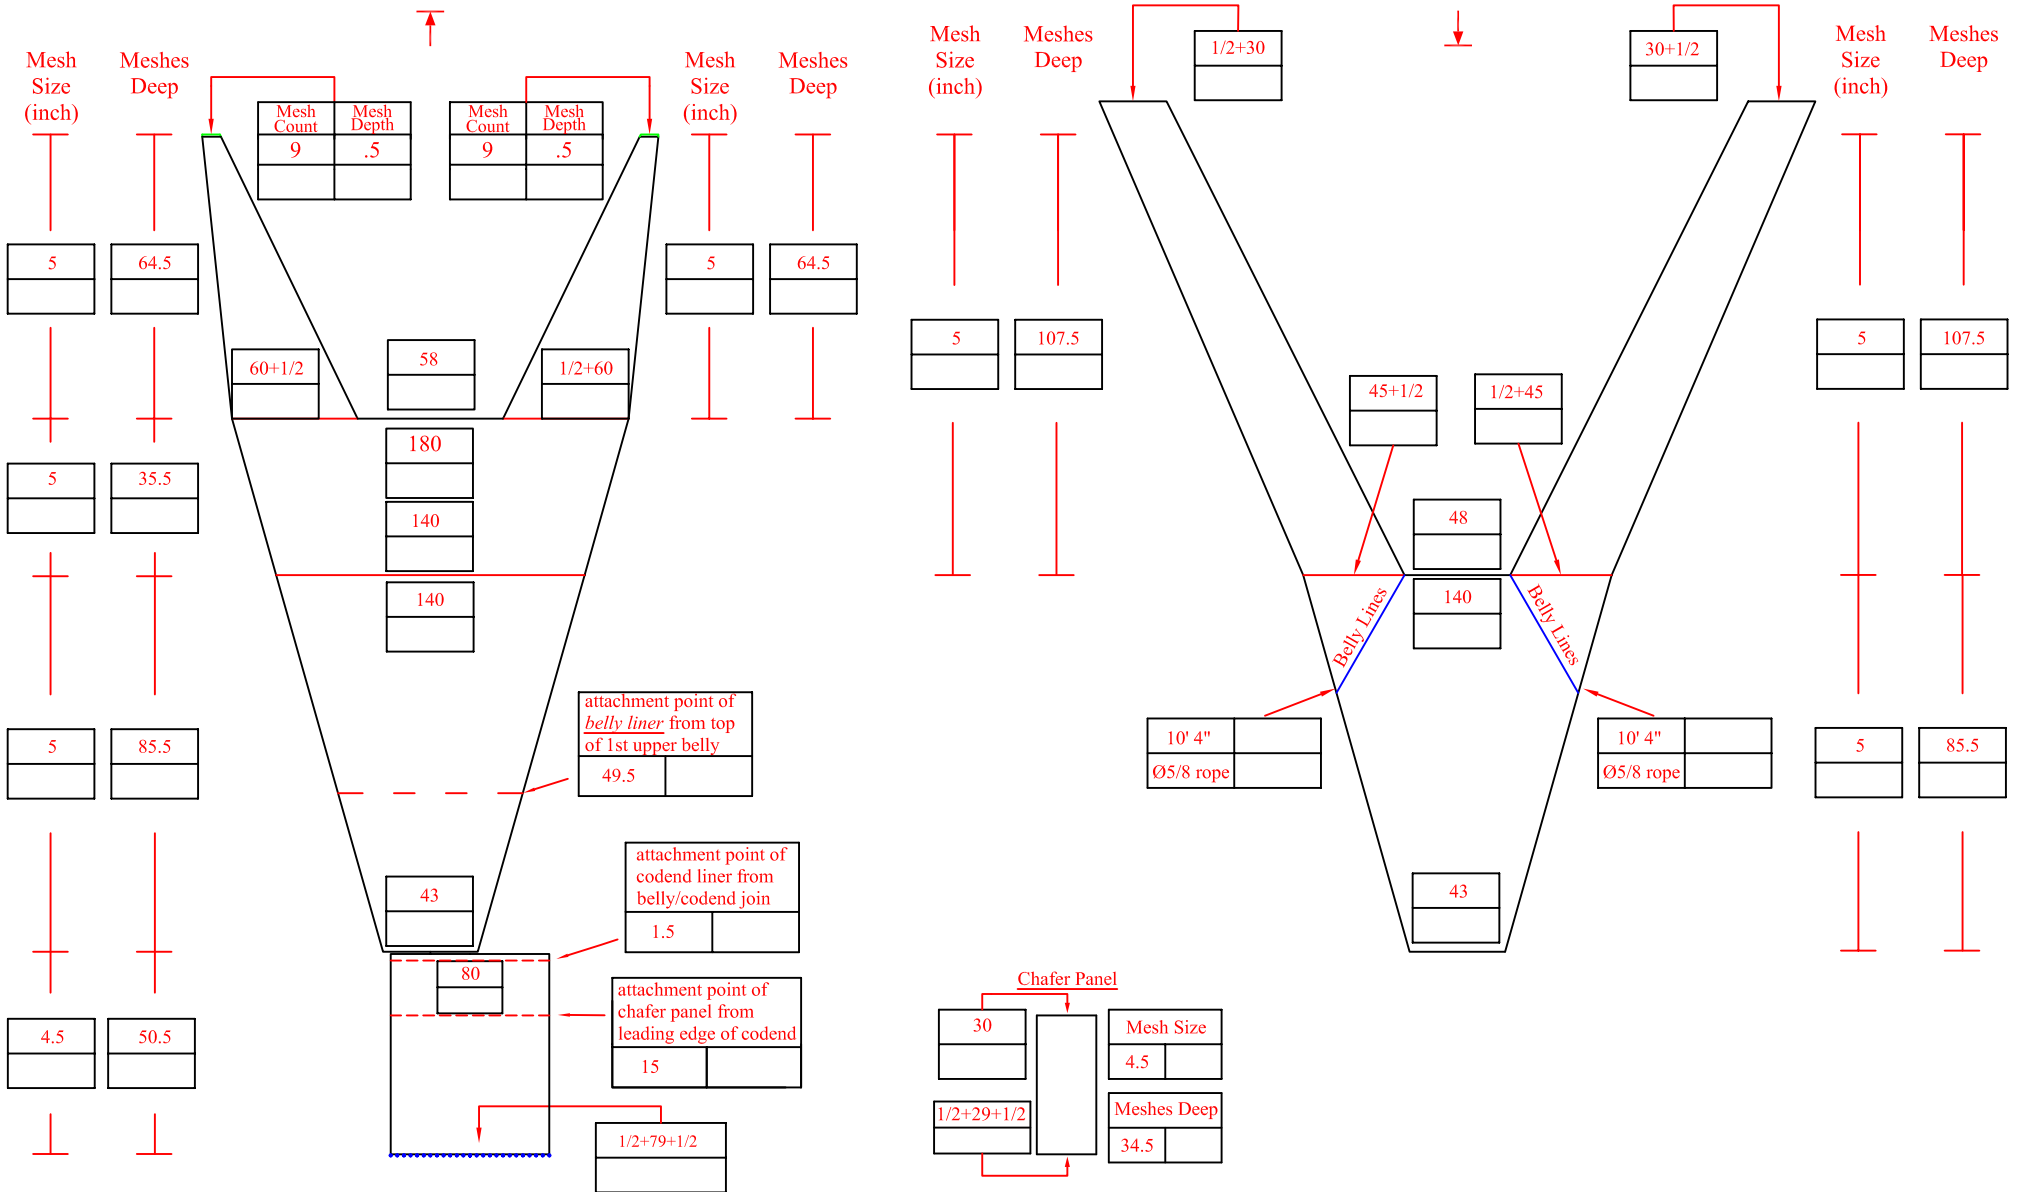 Mesh
Size
(inch)
Meshes
Deep
Mesh
Count
Mesh
Depth
9
.5
Mesh
Count
Mesh
Depth
9
.5
Mesh
Size
(inch)
Meshes
Deep
5
64.5
5
64.5
60+1/2
58
1/2+60
180
5
35.5
140
140
attachment point of
belly liner from top
of 1st upper belly
49.5
5
85.5
attachment point of
codend liner from
belly/codend join
1.5
43
80
attachment point of
chafer panel from
leading edge of codend
15
4.5
50.5
1/2+79+1/2
Mesh
Size
(inch)
Meshes
Deep
1/2+30
30+1/2
Mesh
Size
(inch)
Meshes
Deep
5
107.5
5
107.5
45+1/2
1/2+45
48
140
Belly Lines
Belly Lines
10' 4"
Ø5/8 rope
10' 4"
Ø5/8 rope
5
85.5
43
Chafer Panel
30
Mesh Size
4.5
1/2+29+1/2
Meshes Deep
34.5